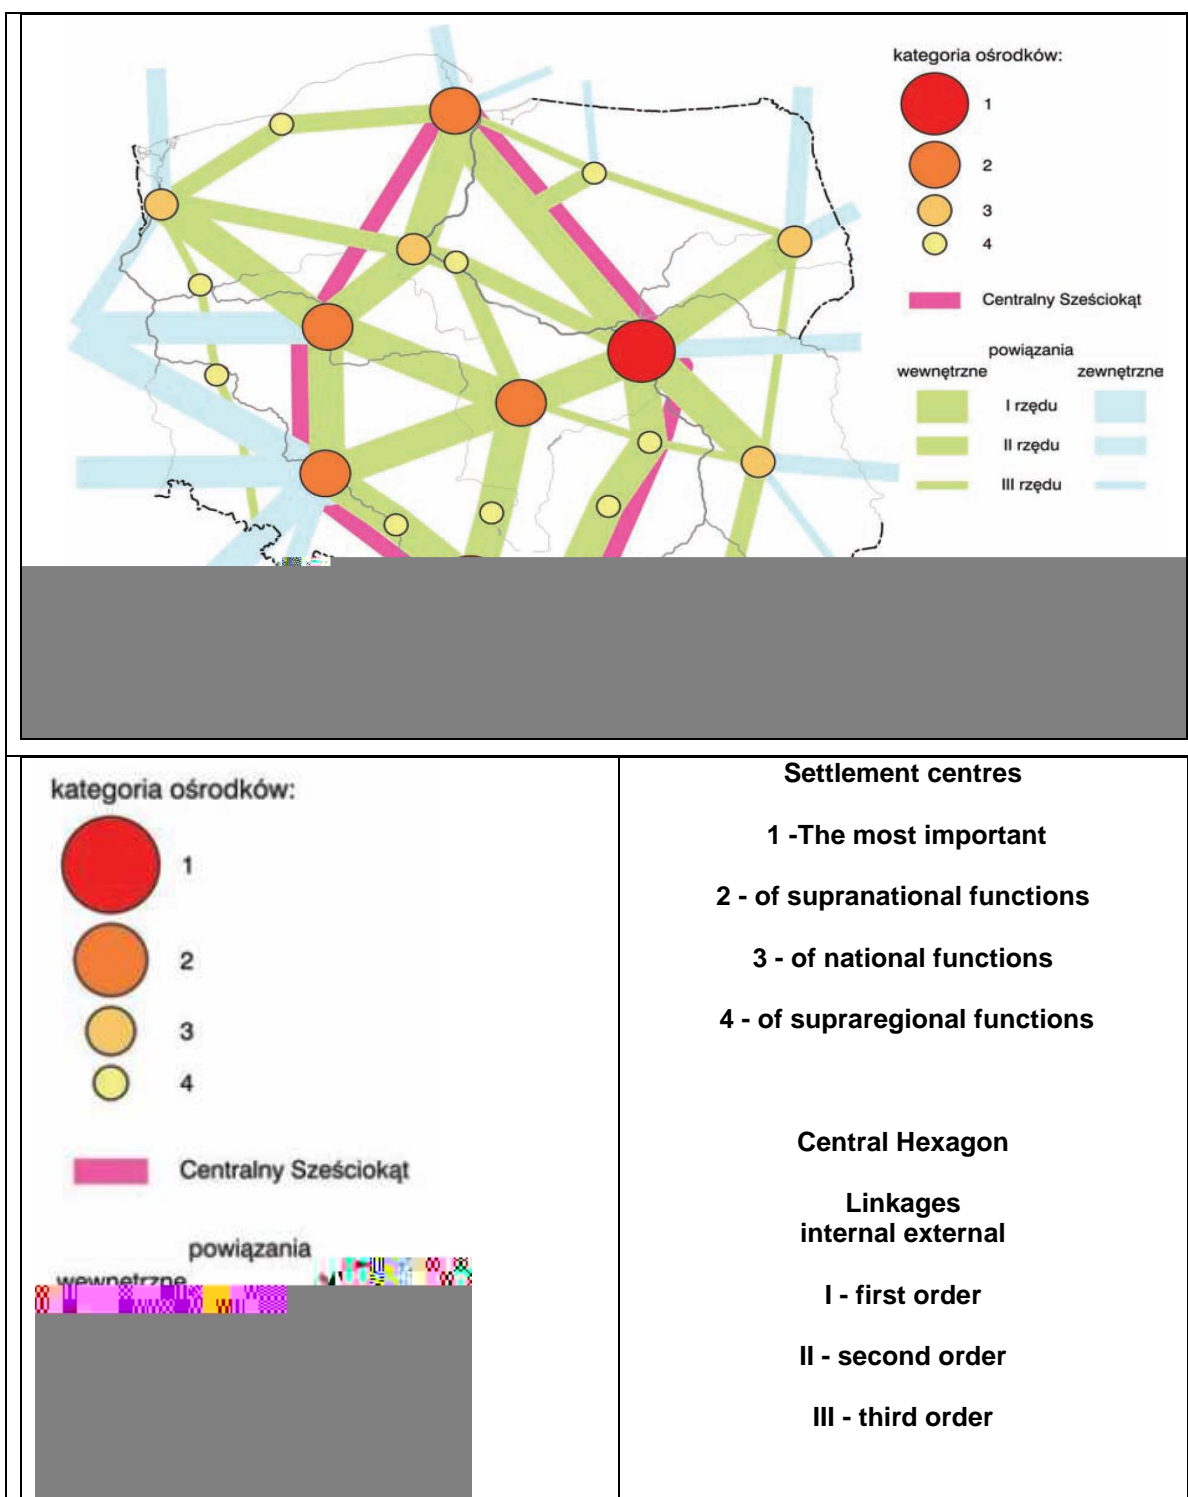 kategoria ośrodków:
1
2
3
4
Centralny Sześciokąt
powiązania
wewnętrzne zewnętrzne
I rzędu
II rzędu
III rzędu
kategoria ośrodków:
1
2
3
4
Centralny Sześciokąt
powiązania
wewnętrzne
Settlement centres
1 -The most important
2 - of supranational functions
3 - of national functions
4 - of supraregional functions
Central Hexagon
Linkages
internal external
I - first order
II - second order
III - third order